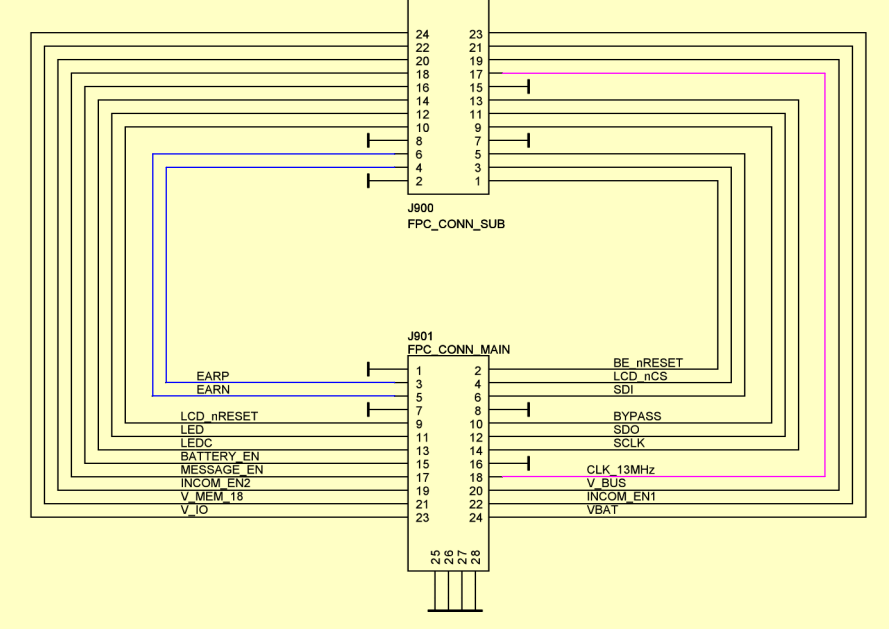 24 23
22 21
20 19
18 17
16 15
14 13
12 11
10 9
8 7
6 5
4 3
2 1
J900
FPC_CONN_SUB
J901
FPC_CONN_MAIN
1 2 BE_nRESET
EARP 3 4 LCD_nCS
EARN 5 6 SDI
7 8
LCD_nRESET 9 10 BYPASS
LED 11 12 SDO
LEDC 13 14 SCLK
BATTERY_EN 15 16
MESSAGE_EN 17 18 CLK_13MHz
INCOM_EN2 19 20 V_BUS
V_MEM_18 21 22 INCOM_EN1
V_IO 23 24 VBAT
25 26 27 28